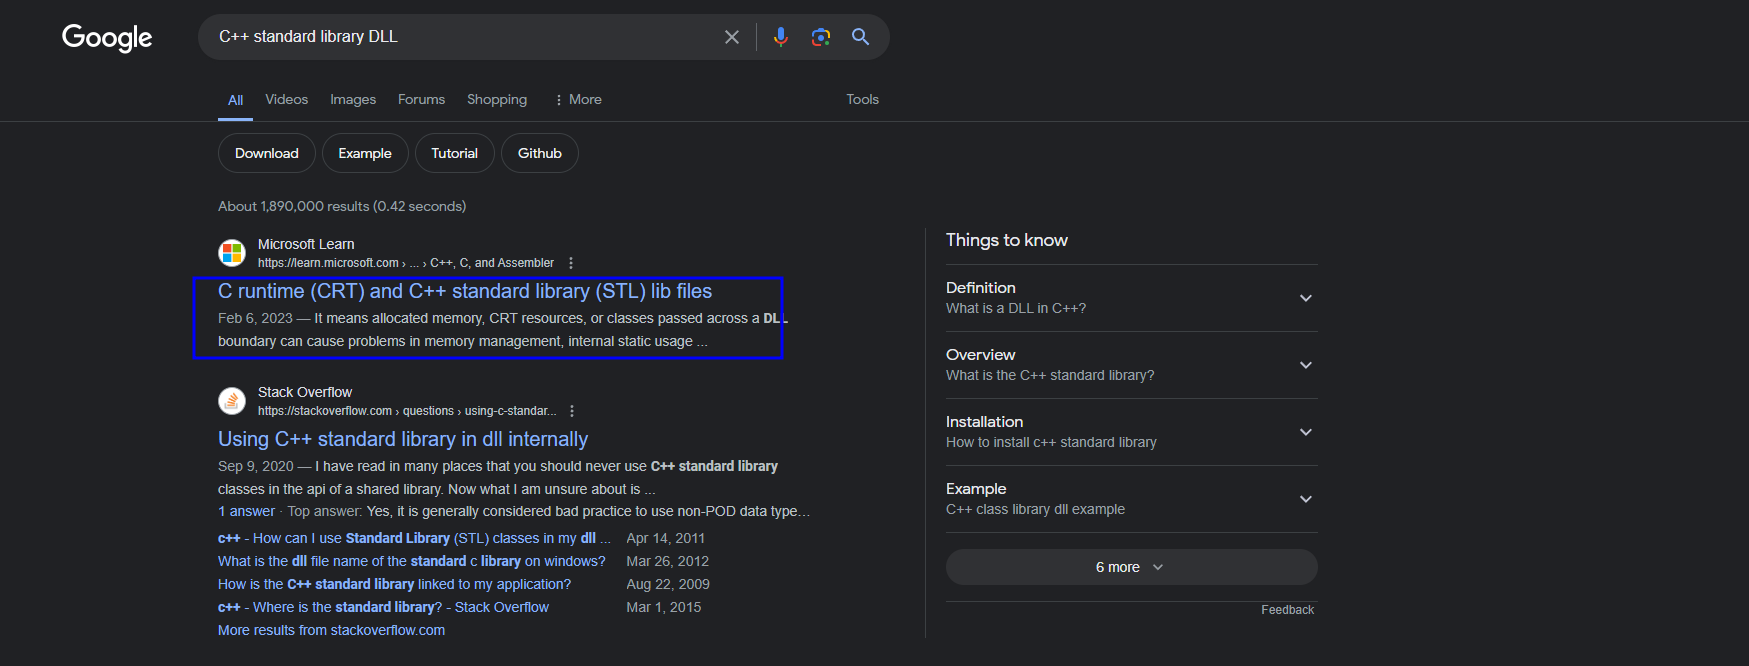 Google
C++ standard library DLL
All Videos Images Forums Shopping More Tools
Download Example Tutorial Github
About 1,890,000 results (0.42 seconds)
Microsoft Learn
https://learn.microsoft.com › ... › C++, C, and Assembler
C runtime (CRT) and C++ standard library (STL) lib files
Feb 6, 2023 — It means allocated memory, CRT resources, or classes passed across a DLL
boundary can cause problems in memory management, internal static usage ...
Stack Overflow
https://stackoverflow.com › questions › using-c-standar...
Using C++ standard library in dll internally
Sep 9, 2020 — I have read in many places that you should never use C++ standard library
classes in the api of a shared library. Now what I am unsure about is ...
1 answer · Top answer: Yes, it is generally considered bad practice to use non-POD data type...
c++ - How can I use Standard Library (STL) classes in my dll ... Apr 14, 2011
What is the dll file name of the standard c library on windows? Mar 26, 2012
How is the C++ standard library linked to my application? Aug 22, 2009
c++ - Where is the standard library? - Stack Overflow Mar 1, 2015
More results from stackoverflow.com
Things to know
Definition
What is a DLL in C++?
Overview
What is the C++ standard library?
Installation
How to install c++ standard library
Example
C++ class library dll example
6 more
Feedback